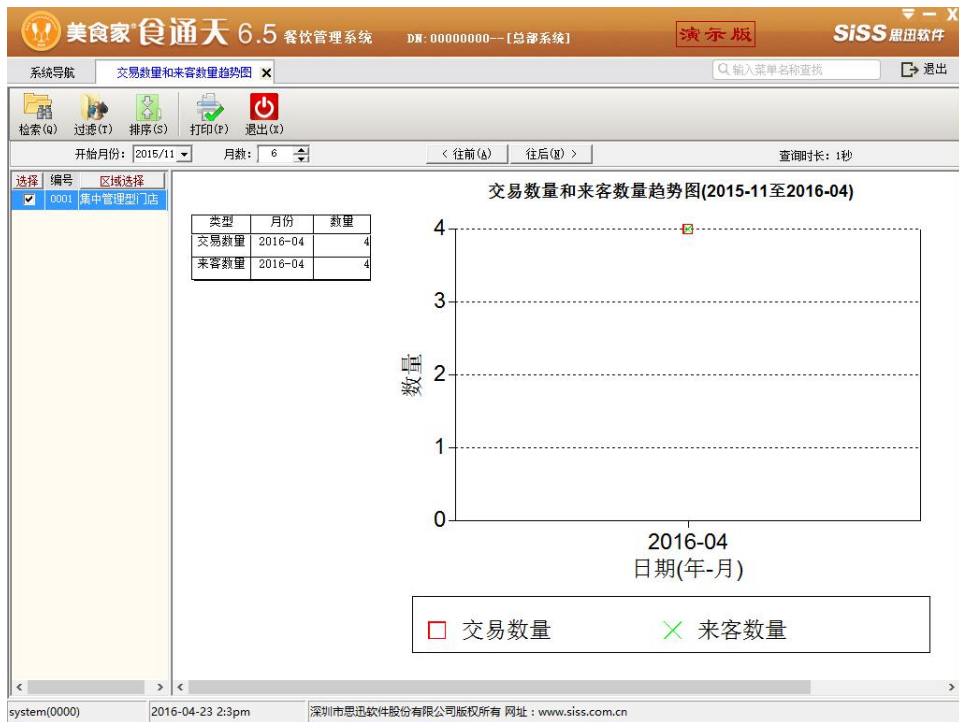 美食家®食通天 6.5 餐饮管理系统 DN:00000000--[总部系统] 演示版 SiSS 思迅软件
系统导航 交易数量和来客数量趋势图 输入菜单名称查找 退出
检索(Q) 过滤(T) 排序(S) 打印(P) 退出(X)
开始月份: 2015/11 月数: 6 < 往前(A) 往后(N) > 查询时长: 1秒
选择 编号 区域选择
0001 集中管理型门店
类型 月份 数量
交易数量 2016-04 4
来客数量 2016-04 4
交易数量和来客数量趋势图(2015-11至2016-04)
4
3
数量
2
1
0
2016-04
日期(年-月)
交易数量 来客数量
system(0000) 2016-04-23 2:3pm 深圳市思迅软件股份有限公司版权所有 网址：www.siss.com.cn